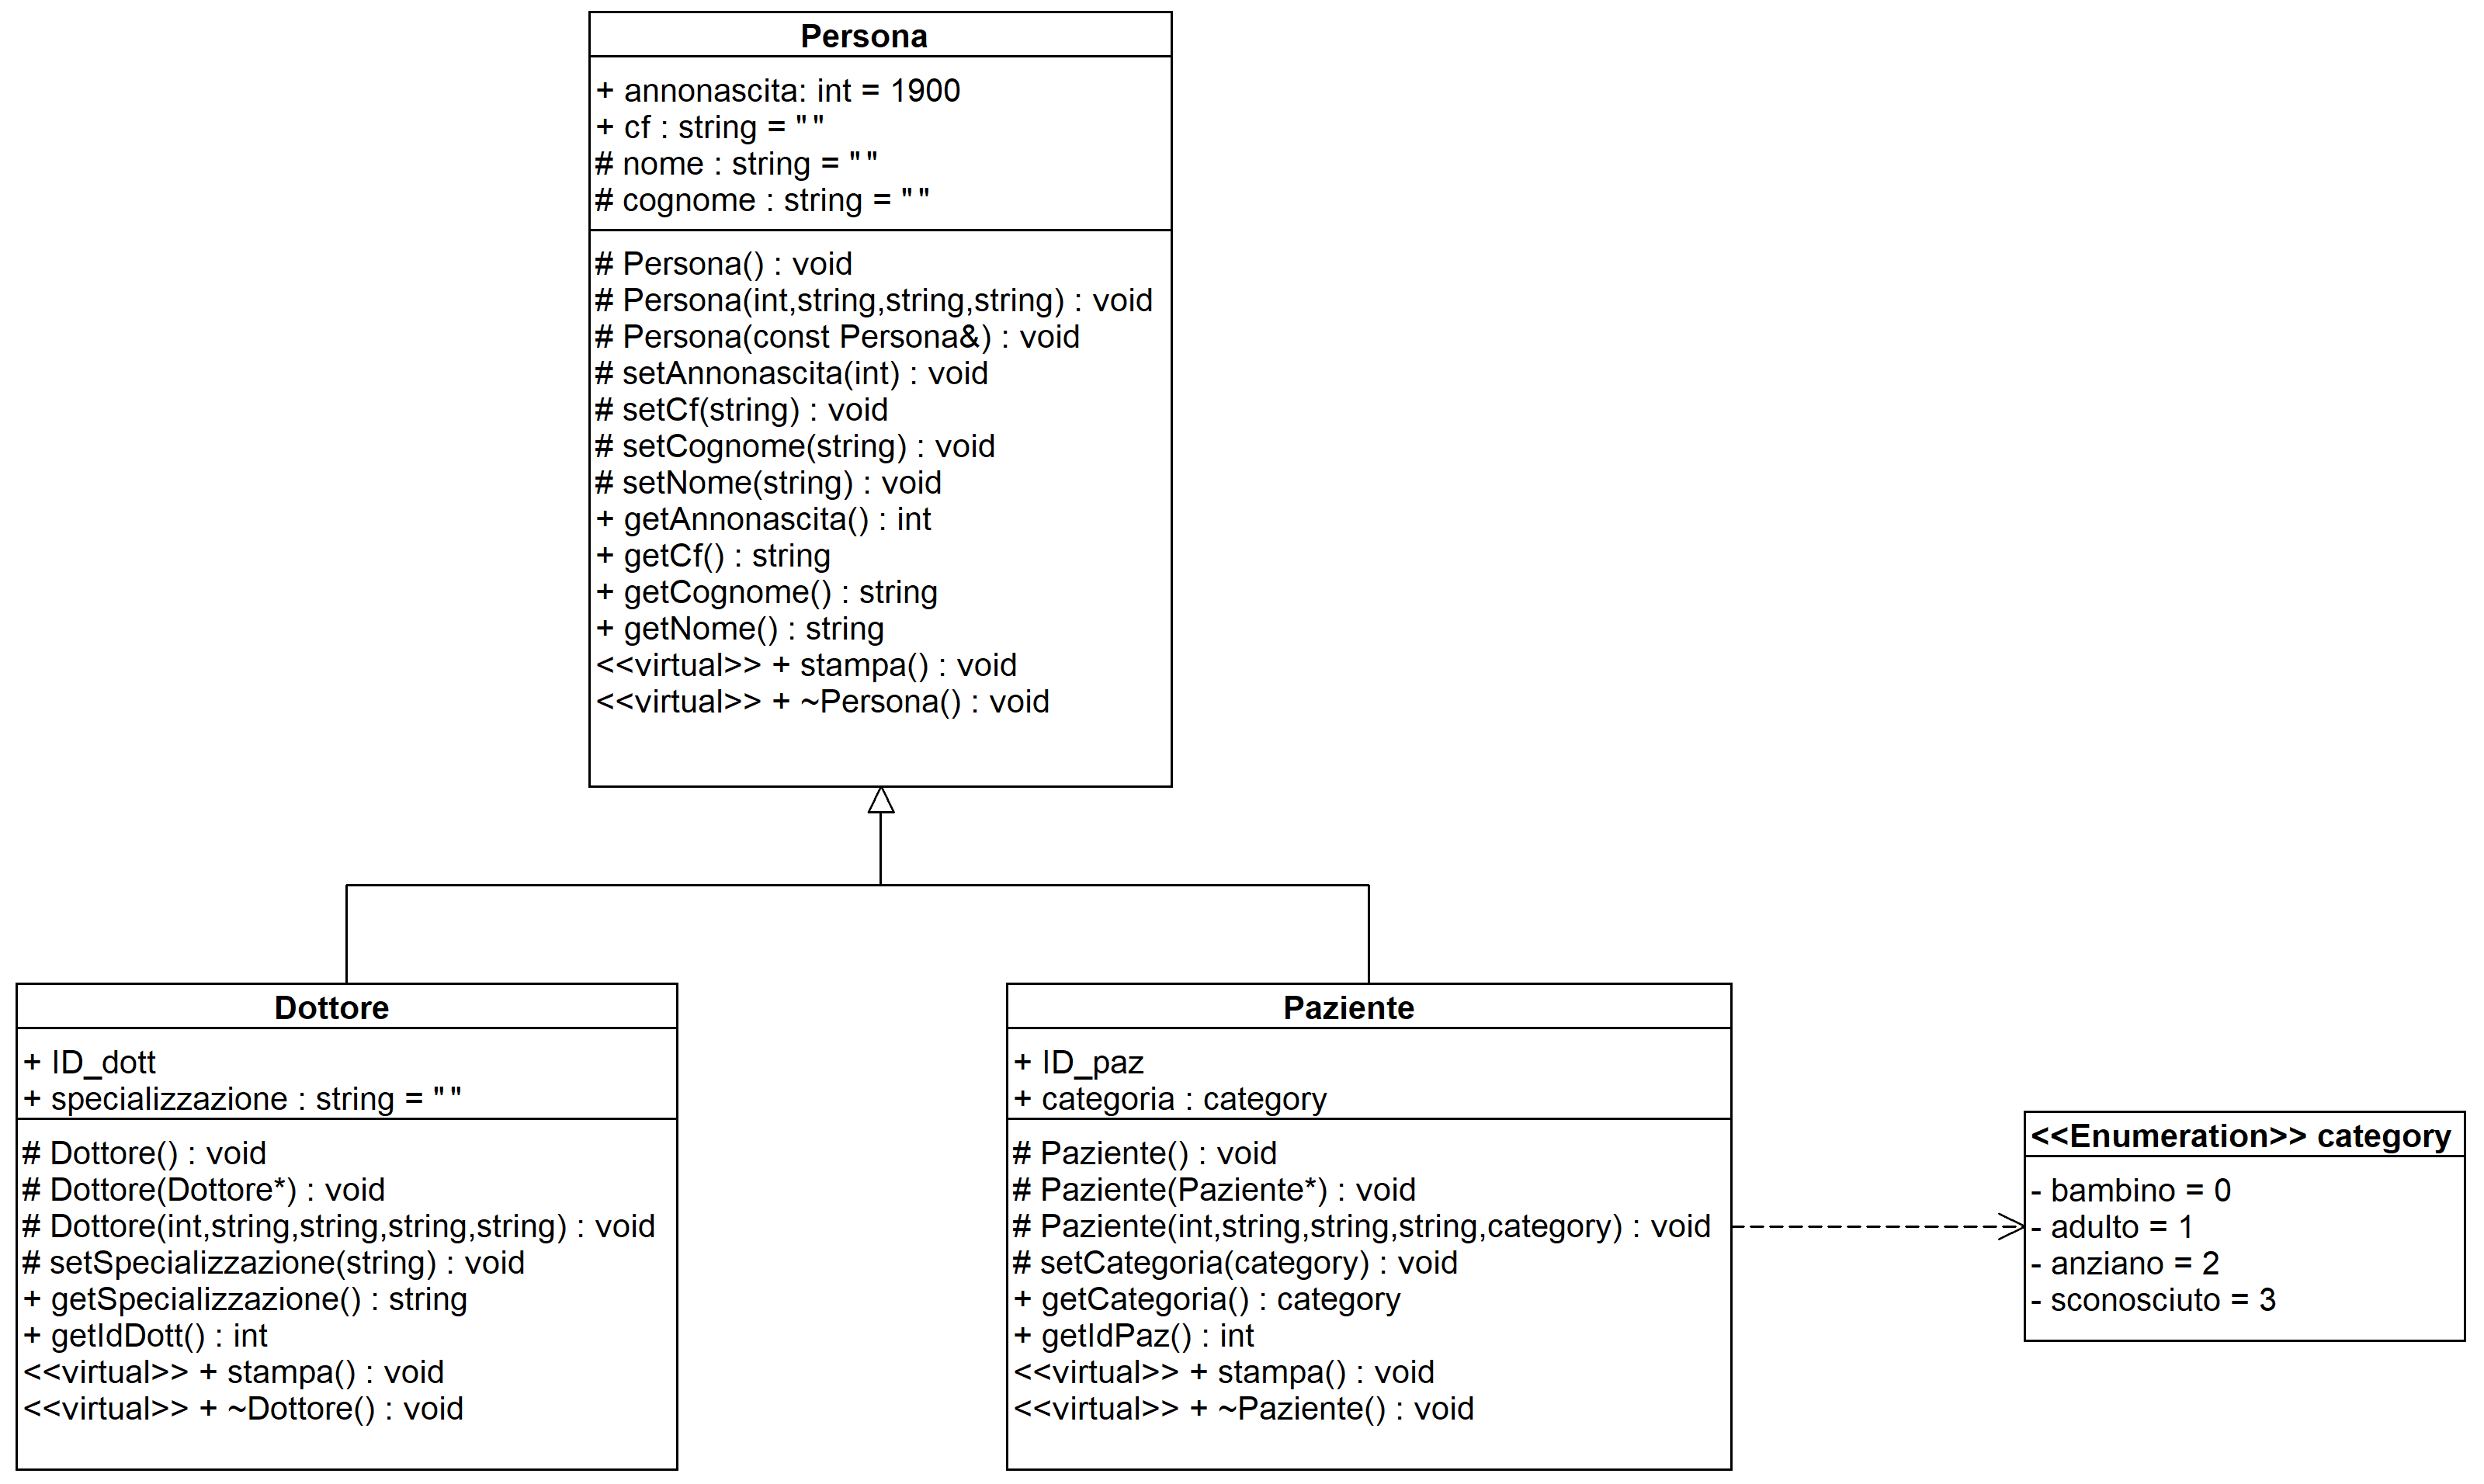 Persona
+ annonascita: int = 1900
+ cf : string = ""
# nome : string = ""
# cognome : string = ""
# Persona() : void
# Persona(int,string,string,string) : void
# Persona(const Persona&) : void
# setAnnonascita(int) : void
# setCf(string) : void
# setCognome(string) : void
# setNome(string) : void
+ getAnnonascita() : int
+ getCf() : string
+ getCognome() : string
+ getNome() : string
<<virtual>> + stampa() : void
<<virtual>> + ~Persona() : void
Dottore
+ ID_dott
+ specializzazione : string = ""
# Dottore() : void
# Dottore(Dottore*) : void
# Dottore(int,string,string,string,string) : void
# setSpecializzazione(string) : void
+ getSpecializzazione() : string
+ getIdDott() : int
<<virtual>> + stampa() : void
<<virtual>> + ~Dottore() : void
Paziente
+ ID_paz
+ categoria : category
# Paziente() : void
# Paziente(Paziente*) : void
# Paziente(int,string,string,string,category) : void
# setCategoria(category) : void
+ getCategoria() : category
+ getIdPaz() : int
<<virtual>> + stampa() : void
<<virtual>> + ~Paziente() : void
<<Enumeration>> category
- bambino = 0
- adulto = 1
- anziano = 2
- sconosciuto = 3